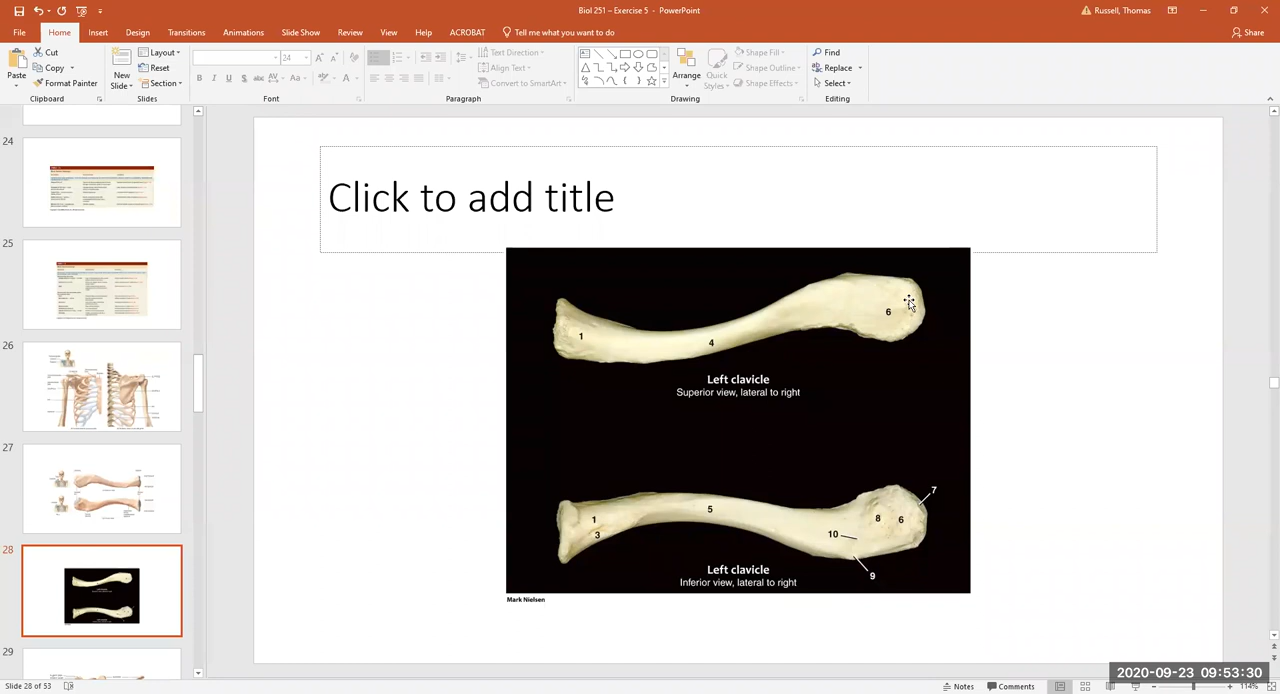 Biol 251 – Exercise 5 - PowerPoint
Russell, Thomas
File Home Insert Design Transitions Animations Slide Show Review View Help ACROBAT Tell me what you want to do
Share
Paste
Cut
Copy
Format Painter
Clipboard
New Slide
Layout
Reset
Section
Slides
24
B I U S abc AV Aa A
Font
Text Direction
Align Text
Convert to SmartArt
Paragraph
Arrange
Quick Styles
Shape Fill
Shape Outline
Shape Effects
Drawing
Find
Replace
Select
Editing
24
25
26
27
28
29
Click to add title
1
4
6
Left clavicle
Superior view, lateral to right
7
1
5
8
6
3
10
9
Left clavicle
Inferior view, lateral to right
Mark Nielsen
2020-09-23 09:53:30
Slide 28 of 53
Notes
Comments
114%